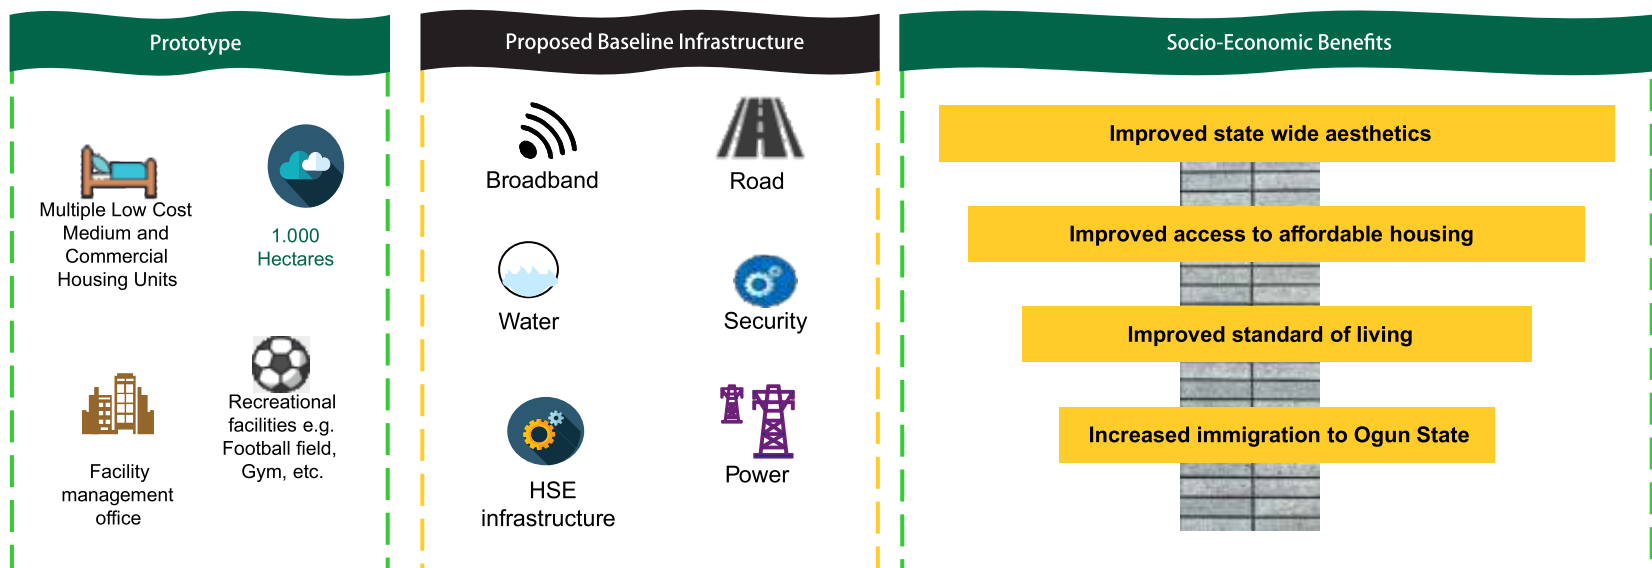 Prototype
Multiple Low Cost
Medium and
Commercial
Housing Units
1.000
Hectares
Facility
management
office
Recreational
facilities e.g.
Football field,
Gym, etc.
Proposed Baseline Infrastructure
Broadband
Road
Water
Security
HSE
infrastructure
Power
Socio-Economic Benefits
Improved state wide aesthetics
Improved access to affordable housing
Improved standard of living
Increased immigration to Ogun State